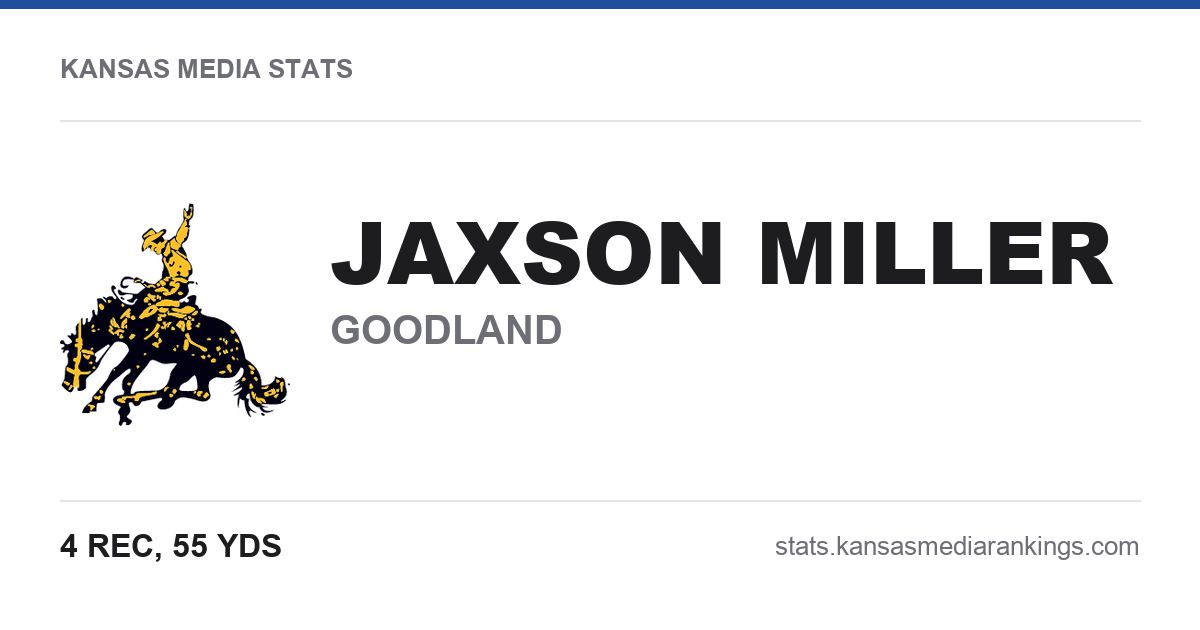 KANSAS MEDIA STATS
JAXSON MILLER
GOODLAND
4 REC, 55 YDS
stats.kansasmediarankings.com